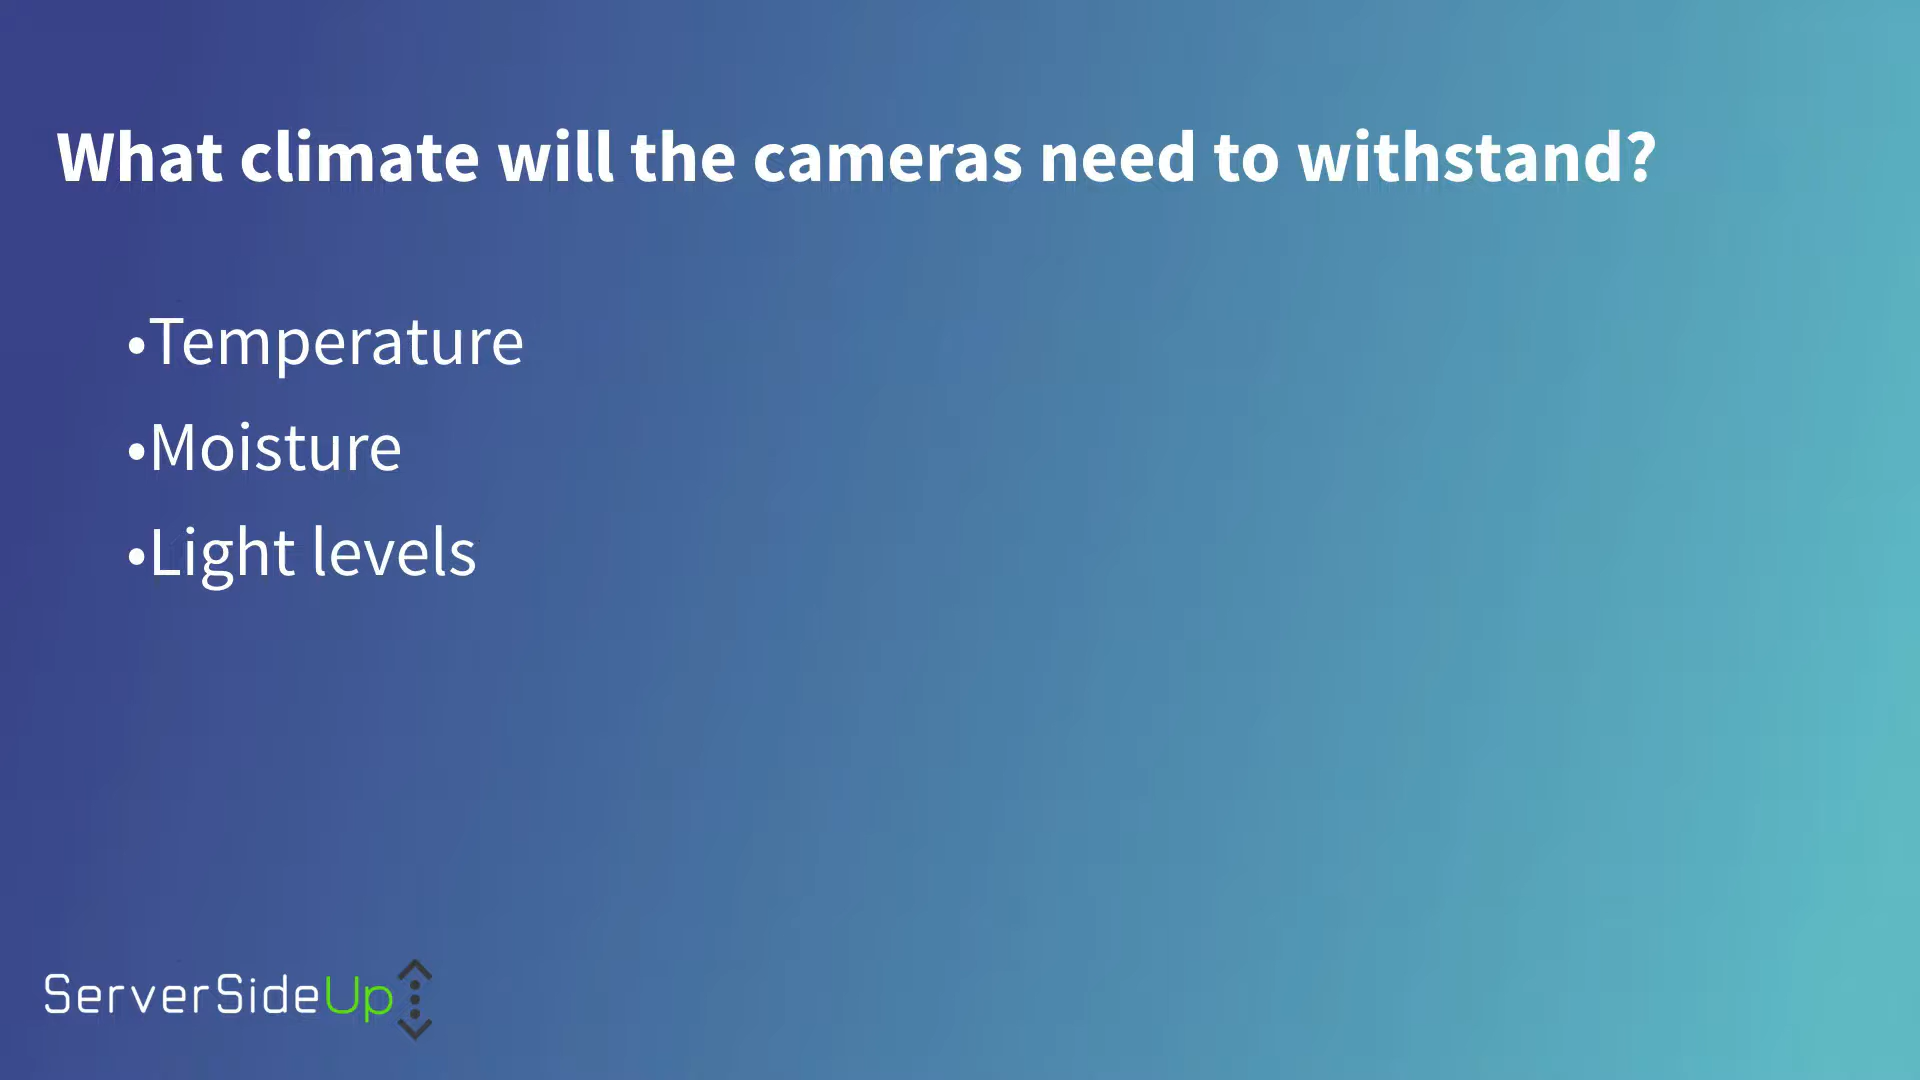 What climate will the cameras need to withstand?
•Temperature
•Moisture
•Light levels
ServerSideUp